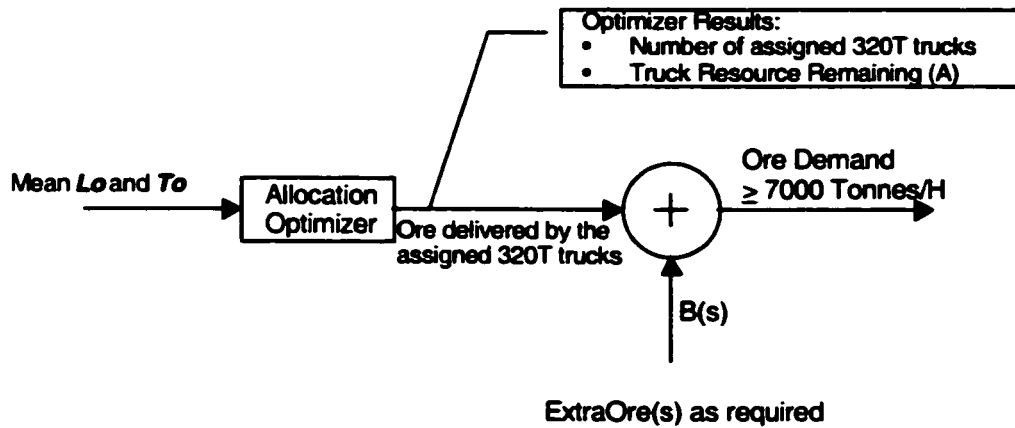 Optimizer Results:
• Number of assigned 320T trucks
• Truck Resource Remaining (A)
Mean Lo and To
Allocation
Optimizer
Ore delivered by the
assigned 320T trucks
+
Ore Demand
≥ 7000 Tonnes/H
B(s)
ExtraOre(s) as required